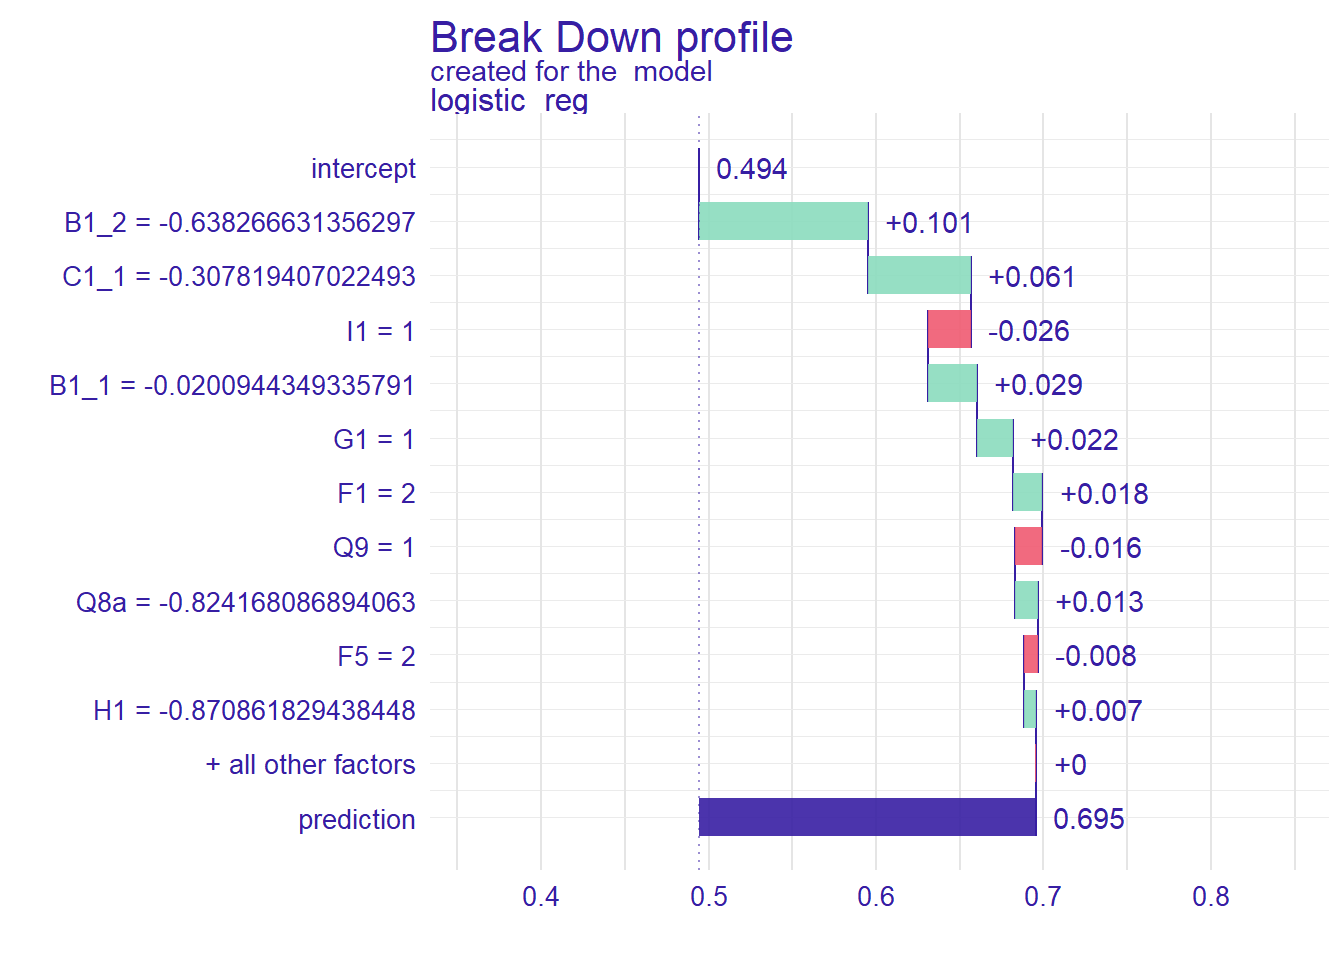 Break Down profile
created for the  model
logistic  reg
intercept 0.494
B1_2 = -0.638266631356297 +0.101
C1_1 = -0.307819407022493 +0.061
I1 = 1 -0.026
B1_1 = -0.0200944349335791 +0.029
G1 = 1 +0.022
F1 = 2 +0.018
Q9 = 1 -0.016
Q8a = -0.824168086894063 +0.013
F5 = 2 -0.008
H1 = -0.870861829438448 +0.007
+ all other factors +0
prediction 0.695
0.4 0.5 0.6 0.7 0.8